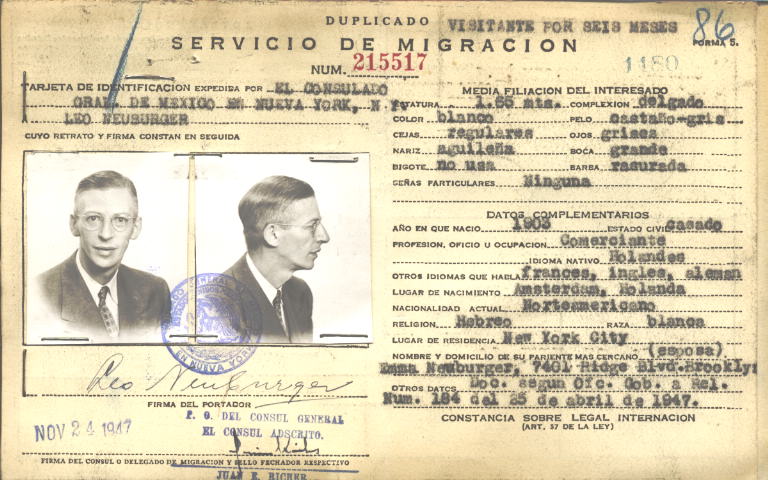 DUPLICADO
VISITANTE POR SEIS MESES
86
SERVICIO DE MIGRACION
FORMA 5.
NUM. 215517
1180
TARJETA DE IDENTIFICACION EXPEDIDA POR EL CONSULADO
GRAL. DE MEXICO EN NUEVA YORK, N.Y.
LEO NEUBURGER
CUYO RETRATO Y FIRMA CONSTAN EN SEGUIDA
Leo Neuburger
FIRMA DEL PORTADOR
P. O. DEL CONSUL GENERAL
EL CONSUL ADSCRITO.
NOV 24 1947
FIRMA DEL CONSUL O DELEGADO DE MIGRACION Y SELLO FECHADOR RESPECTIVO
JUAN E. RICHER
EN NUEVA YORK
MEDIA FILIACION DEL INTERESADO
ESTATURA 1.65 mts. COMPLEXION delgado
COLOR blanco PELO castaño-gris
CEJAS regulares OJOS grises
NARIZ aguileña BOCA grande
BIGOTE no usa BARBA rasurada
SEÑAS PARTICULARES Ninguna
DATOS COMPLEMENTARIOS
AÑO EN QUE NACIO 1903 ESTADO CIVIL casado
PROFESION, OFICIO U OCUPACION Comerciante
IDIOMA NATIVO Holandes
OTROS IDIOMAS QUE HABLA frances, ingles, aleman
LUGAR DE NACIMIENTO Amsterdam, Holanda
NACIONALIDAD ACTUAL Norteamericano
RELIGION Hebreo RAZA blanca
LUGAR DE RESIDENCIA New York City
NOMBRE Y DOMICILIO DE SU PARIENTE MAS CERCANO (esposa)
Emma Neuburger, 7401 Ridge Blvd. Brooklyn
OTROS DATOS Doc. segun Ofc. Gob. a Rel.
Num. 184 del 25 de abril de 1947.
CONSTANCIA SOBRE LEGAL INTERNACION
(ART. 57 DE LA LEY)